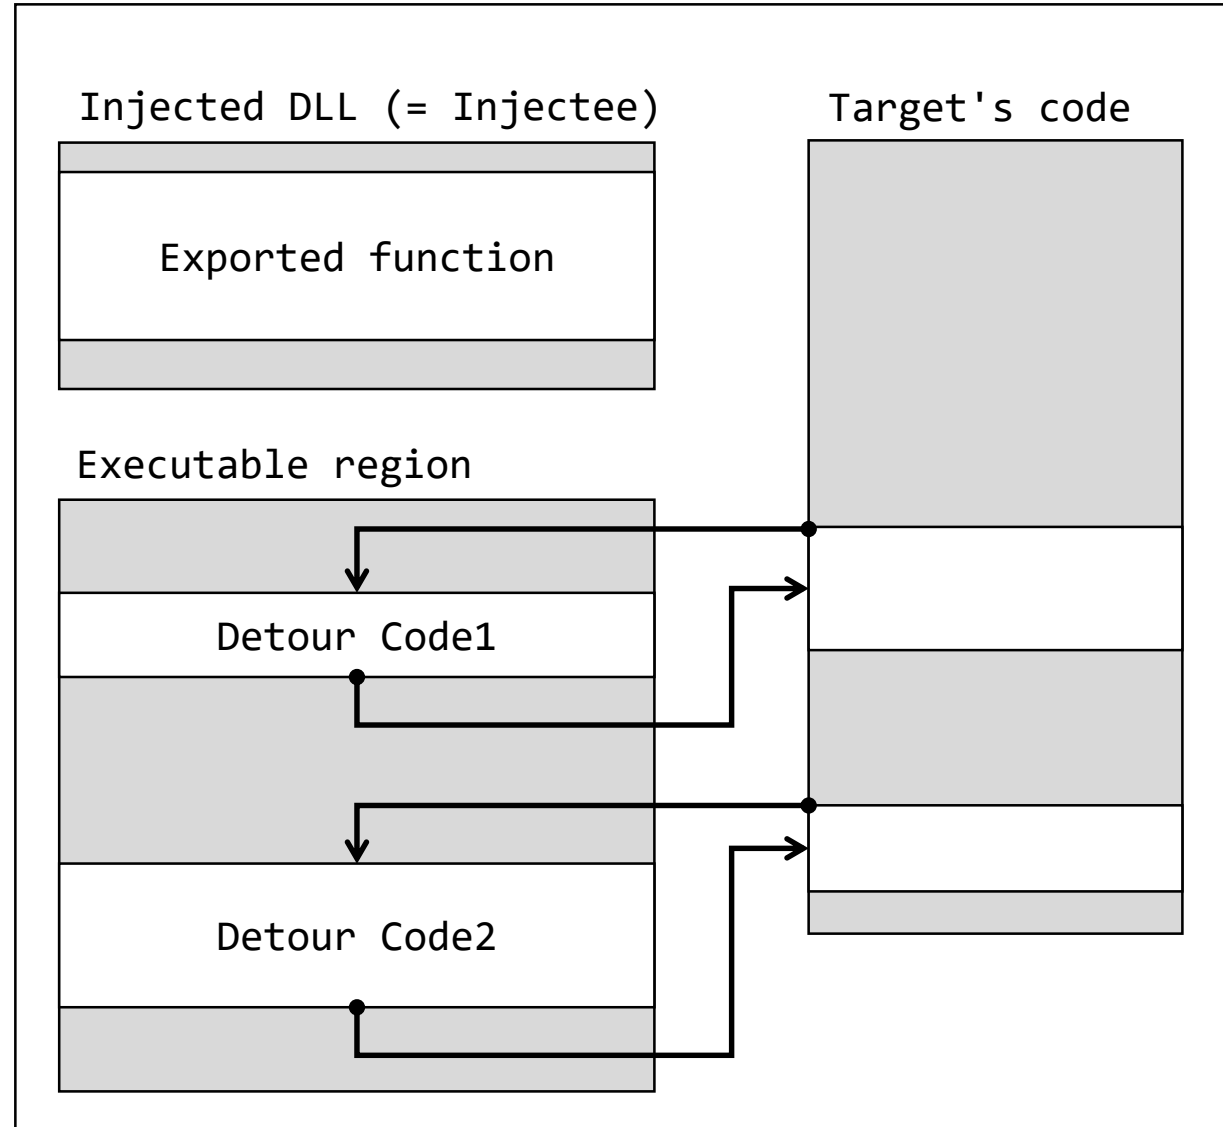 Injected DLL (= Injectee)
Exported function
Executable region
Detour Code1
Detour Code2
Target's code